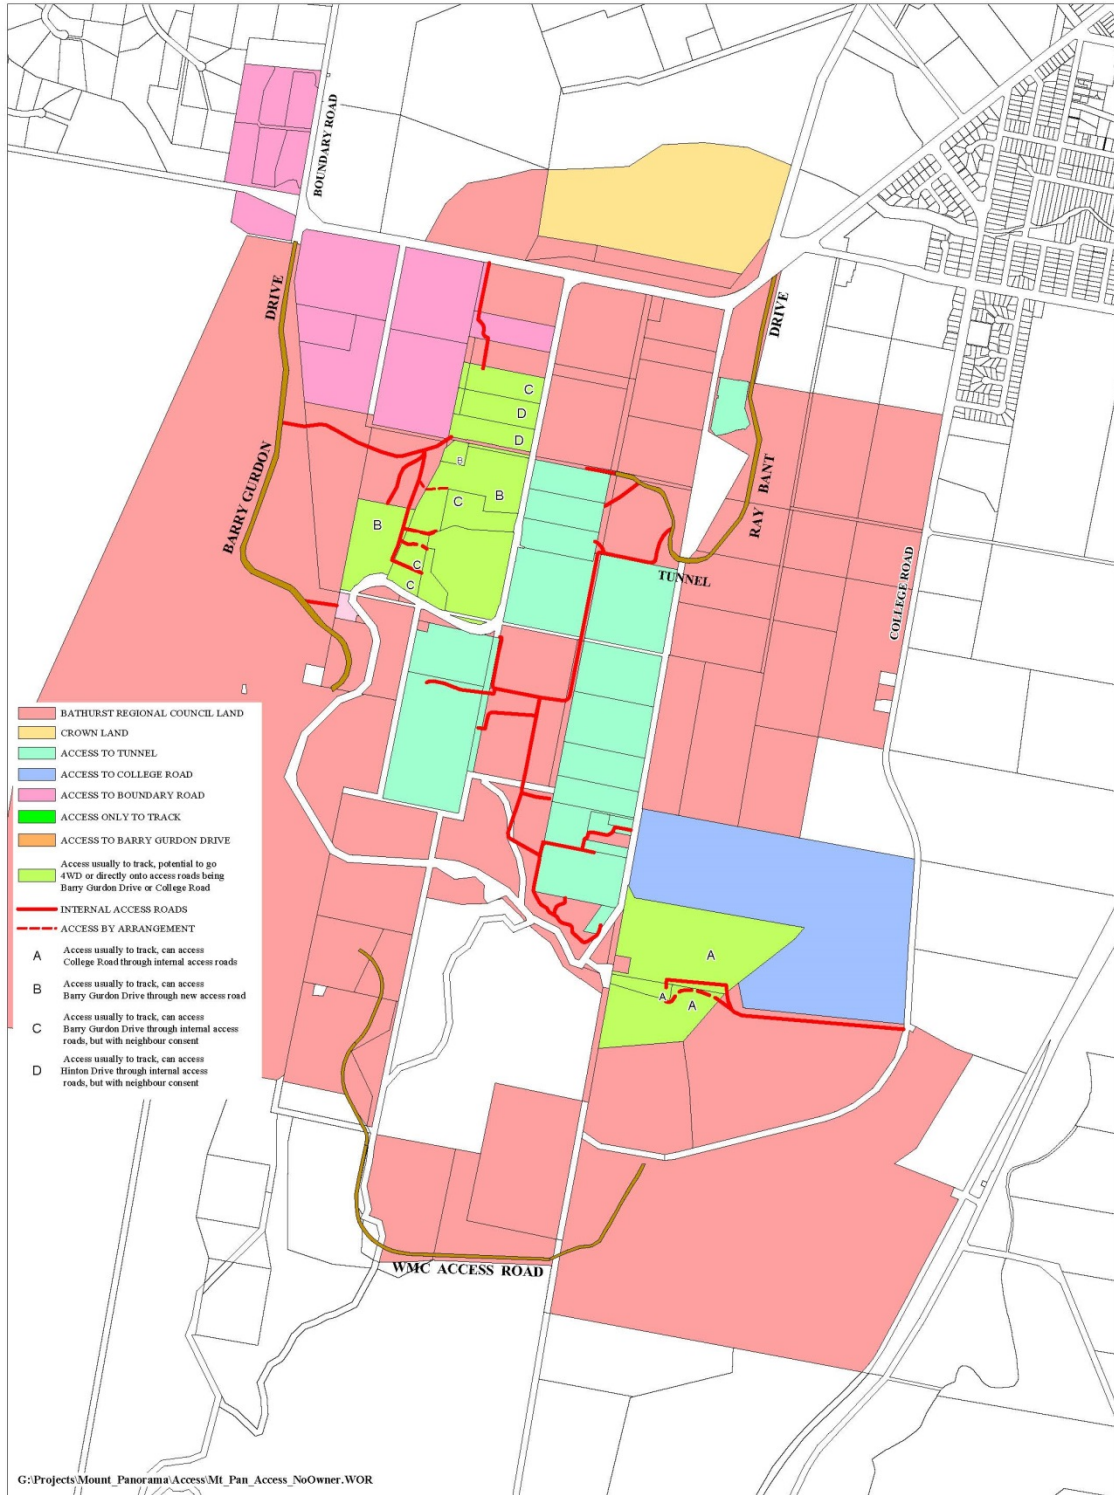 BOUNDARY ROAD
DRIVE
DRIVE
C
D
D
B
B
C
B
C
C
BARRY GURDON
RAY BANT
TUNNEL
COLLEGE ROAD
BATHURST REGIONAL COUNCIL LAND
CROWN LAND
ACCESS TO TUNNEL
ACCESS TO COLLEGE ROAD
ACCESS TO BOUNDARY ROAD
ACCESS ONLY TO TRACK
ACCESS TO BARRY GURDON DRIVE
Access usually to track, potential to go
4WD or directly onto access roads being
Barry Gurdon Drive or College Road
INTERNAL ACCESS ROADS
ACCESS BY ARRANGEMENT
A Access usually to track, can access
College Road through internal access roads
B Access usually to track, can access
Barry Gurdon Drive through new access road
C Access usually to track, can access
Barry Gurdon Drive through internal access
roads, but with neighbour consent
D Access usually to track, can access
Hinton Drive through internal access
roads, but with neighbour consent
A
A
A
WMC ACCESS ROAD
G:\Projects\Mount_Panorama\Access\Mt_Pan_Access_NoOwner.WOR